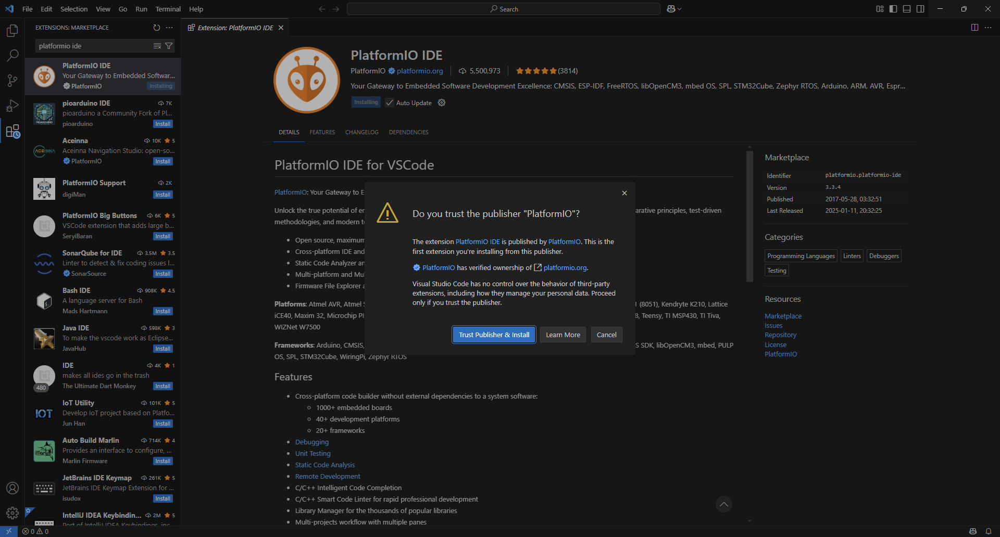 File Edit Selection View Go Run Terminal Help
Search
EXTENSIONS: MARKETPLACE
platformio ide
PlatformIO IDE
Your Gateway to Embedded Softwar...
PlatformIO Installing
pioarduino IDE 7K
pioarduino a Community Fork of Pl...
pioarduino Install
Aceinna 10K 5
Aceinna Navigation Studio: open-so...
PlatformIO Install
PlatformIO Support 2K
digiMan Install
PlatformIO Big Buttons 6K 5
VSCode extension that adds large b...
SeryiBaran Install
SonarQube for IDE 3.5M 3.5
Linter to detect & fix coding issues l...
SonarSource Install
Bash IDE 908K 4.5
A language server for Bash
Mads Hartmann Install
Java IDE 598K 3
To make the vscode work as Eclipse...
JavaHub Install
IDE 4K 1
makes all ides go in the trash
480
The Ultimate Dart Monkey Install
IoT Utility 101K 5
IOT
Develop IoT project based on Platfo...
Jun Han Install
Auto Build Marlin 714K 4
Provides an interface to configure, ...
Marlin Firmware Install
JetBrains IDE Keymap 261K 5
JetBrains IDE Keymap Extension for ...
isudox Install
IntelliJ IDEA Keybindin... 2M 5
Port of IntelliJ IDEA Keybindings, inc
0 0
Extension: PlatformIO IDE
PlatformIO IDE
PlatformIO platformio.org 5,500,973 (3814)
Your Gateway to Embedded Software Development Excellence: CMSIS, ESP-IDF, FreeRTOS, libOpenCM3, mbed OS, SPL, STM32Cube, Zephyr RTOS, Arduino, ARM, AVR, Espr...
Installing Auto Update
DETAILS FEATURES CHANGELOG DEPENDENCIES
PlatformIO IDE for VSCode
PlatformIO: Your Gateway to E
Unlock the true potential of er
arative principles, test-driven
methodologies, and modern t
Open source, maximum
Cross-platform IDE and
Static Code Analyzer an
Multi-platform and Mu
Firmware File Explorer a
Platforms: Atmel AVR, Atmel S
(8051), Kendryte K210, Lattice
iCE40, Maxim 32, Microchip PI
8, Teensy, TI MSP430, TI Tiva,
WIZNet W7500
Frameworks: Arduino, CMSIS,
S SDK, libOpenCM3, mbed, PULP
OS, SPL, STM32Cube, WiringPi, Zephyr RTOS
Features
Cross-platform code builder without external dependencies to a system software:
1000+ embedded boards
40+ development platforms
20+ frameworks
Debugging
Unit Testing
Static Code Analysis
Remote Development
C/C++ Intelligent Code Completion
C/C++ Smart Code Linter for rapid professional development
Library Manager for the thousands of popular libraries
Multi-projects workflow with multiple panes
Do you trust the publisher "PlatformIO"?
The extension PlatformIO IDE is published by PlatformIO. This is the
first extension you're installing from this publisher.
PlatformIO has verified ownership of platformio.org.
Visual Studio Code has no control over the behavior of third-party
extensions, including how they manage your personal data. Proceed
only if you trust the publisher.
Trust Publisher & Install Learn More Cancel
Marketplace
Identifier platformio.platformio-ide
Version 3.3.4
Published 2017-05-28, 03:32:51
Last Released 2025-01-11, 20:32:25
Categories
Programming Languages Linters Debuggers
Testing
Resources
Marketplace
Issues
Repository
License
PlatformIO